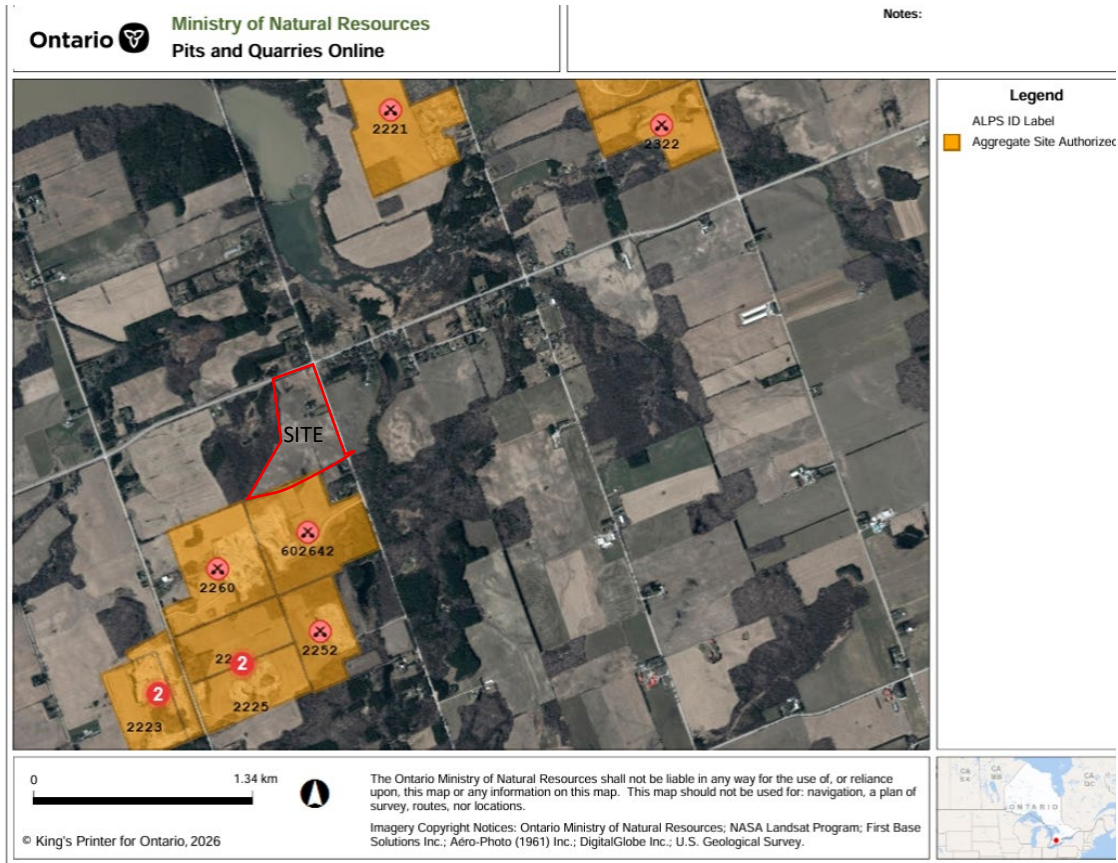 Ontario
Ministry of Natural Resources
Pits and Quarries Online
Notes:
Legend
ALPS ID Label
Aggregate Site Authorized
2221
2322
SITE
602642
2260
2252
22
2
2
2225
2223
0
1.34 km
© King's Printer for Ontario, 2026
The Ontario Ministry of Natural Resources shall not be liable in any way for the use of, or reliance
upon, this map or any information on this map. This map should not be used for: navigation, a plan of
survey, routes, nor locations.
Imagery Copyright Notices: Ontario Ministry of Natural Resources; NASA Landsat Program; First Base
Solutions Inc.; Aéro-Photo (1961) Inc.; DigitalGlobe Inc.; U.S. Geological Survey.
ONTARIO